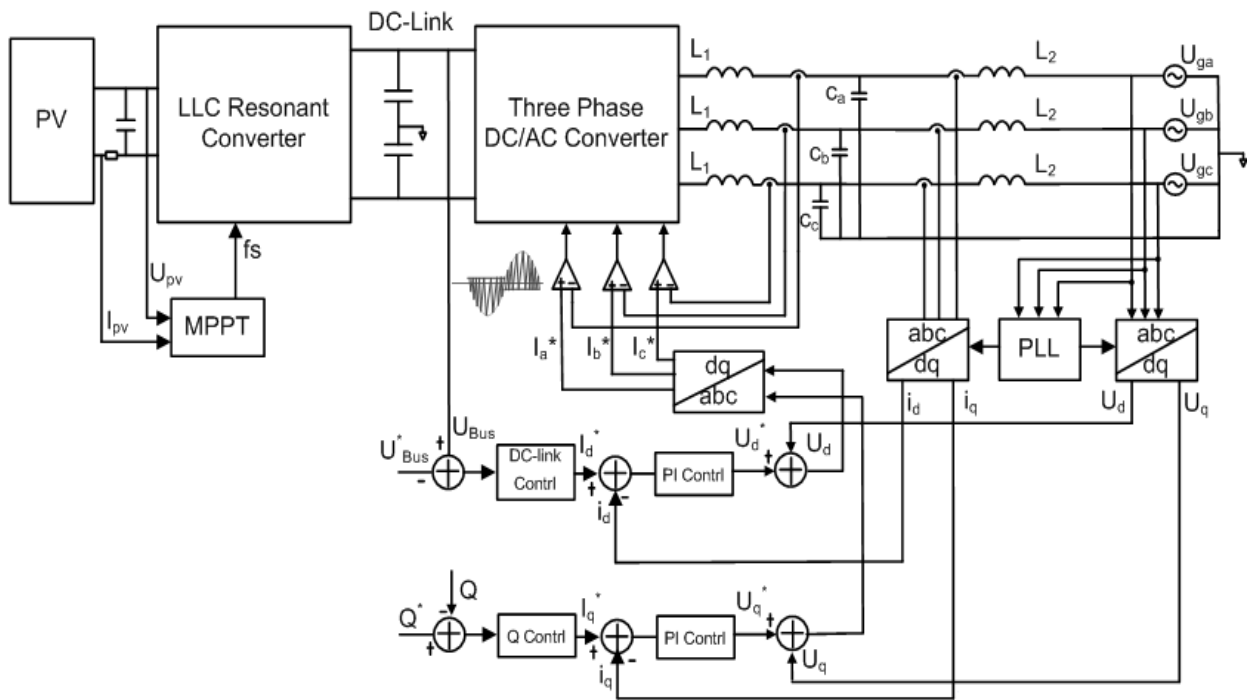 DC-Link
PV
LLC Resonant
Converter
Three Phase
DC/AC Converter
L1
L1
L1
L2
L2
L2
Uga
Ugb
Ugc
ca
cb
cc
fs
Upv
Ipv
MPPT
+ -
+ -
+ -
Ia*
Ib*
Ic*
dq
abc
abc
dq
PLL
abc
dq
id
iq
Ud
Uq
U*Bus
UBus
+
-
DC-link
Contrl
Id*
+
-
id
PI Contrl
Ud*
+
Ud
Q*
Q
-
+
Q Contrl
Iq*
+
-
iq
PI Contrl
Uq*
+
Uq